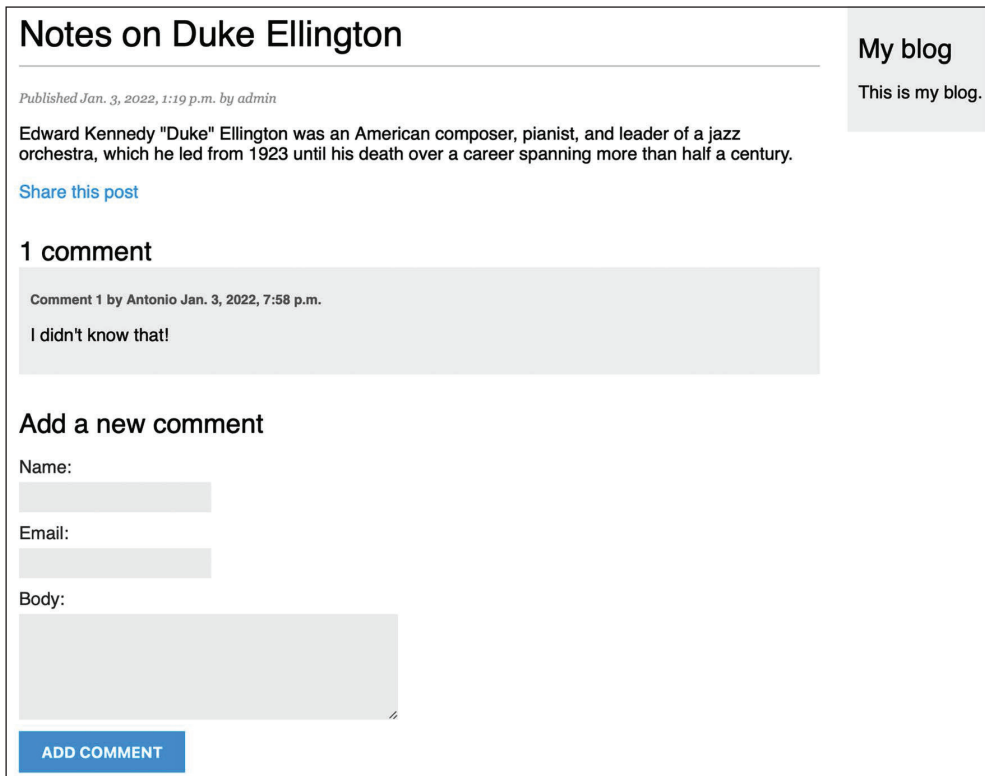 Notes on Duke Ellington
Published Jan. 3, 2022, 1:19 p.m. by admin
Edward Kennedy "Duke" Ellington was an American composer, pianist, and leader of a jazz
orchestra, which he led from 1923 until his death over a career spanning more than half a century.
Share this post
1 comment
Comment 1 by Antonio Jan. 3, 2022, 7:58 p.m.
I didn't know that!
Add a new comment
Name:
Email:
Body:
ADD COMMENT
My blog
This is my blog.